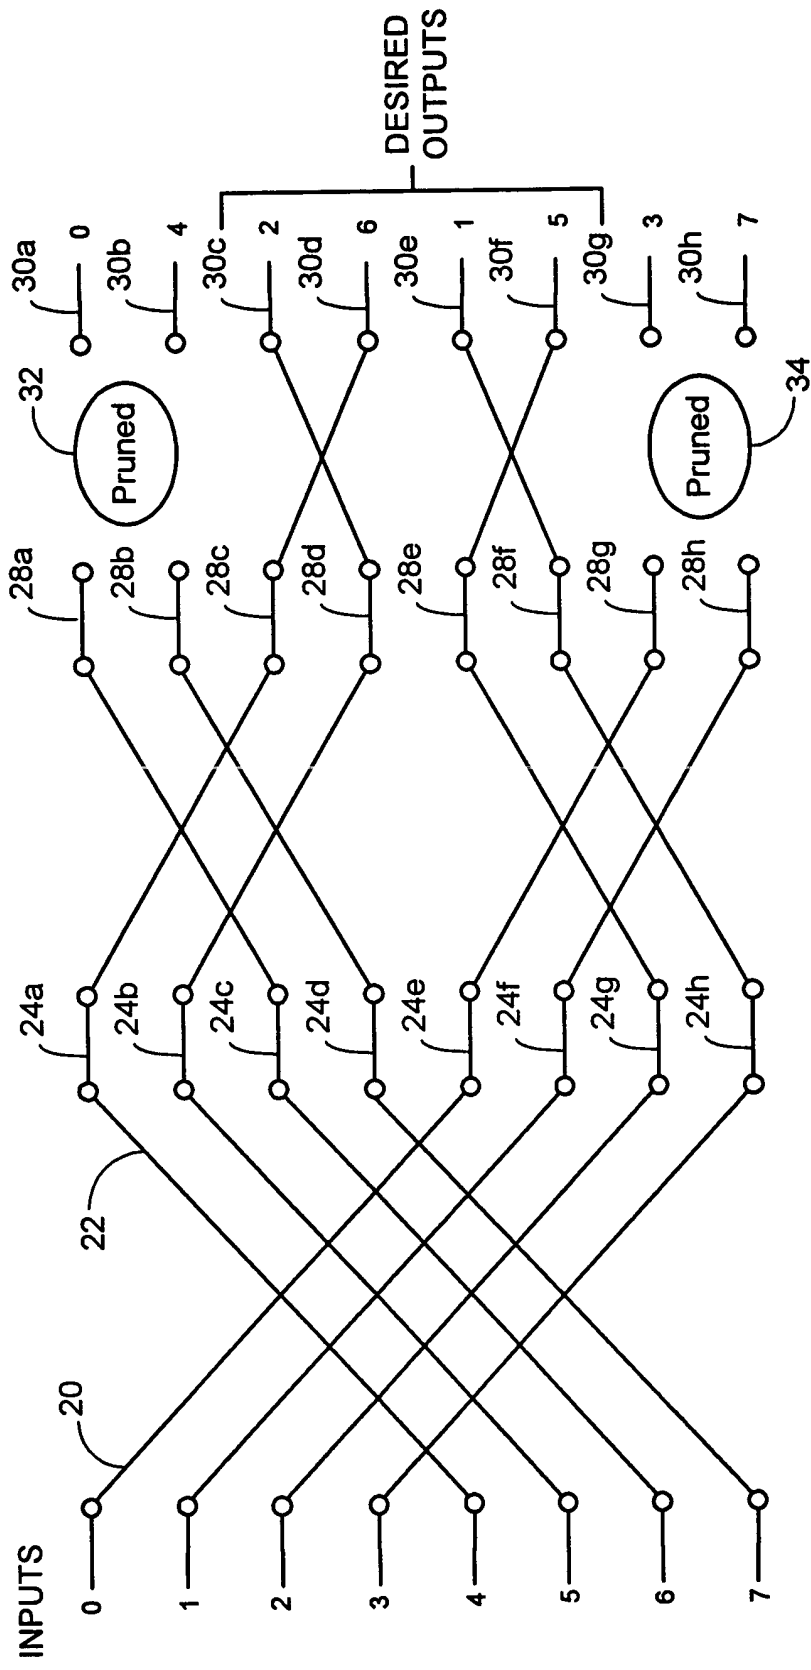 INPUTS
0
1
2
3
4
5
6
7
20
22
24a
24b
24c
24d
24e
24f
24g
24h
28a
28b
28c
28d
28e
28f
28g
28h
32
Pruned
Pruned
34
30a
30b
30c
30d
30e
30f
30g
30h
0
4
2
6
1
5
3
7
DESIRED
OUTPUTS